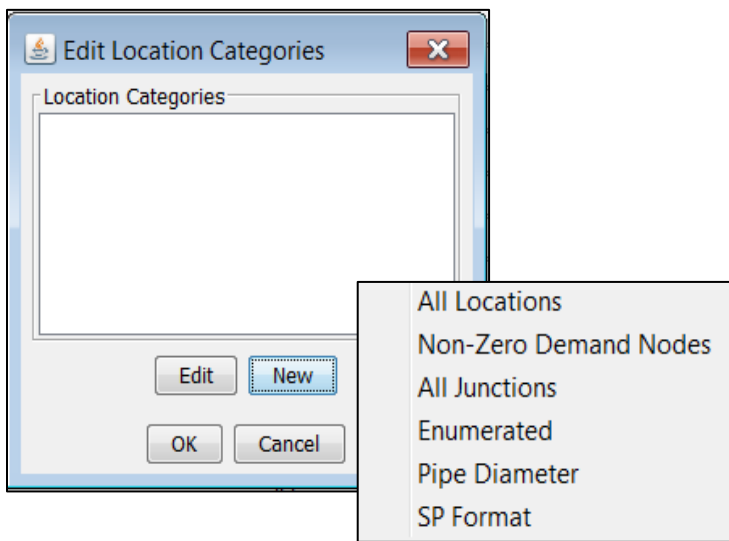 Edit Location Categories
Location Categories
Edit New
OK Cancel
All Locations
Non-Zero Demand Nodes
All Junctions
Enumerated
Pipe Diameter
SP Format